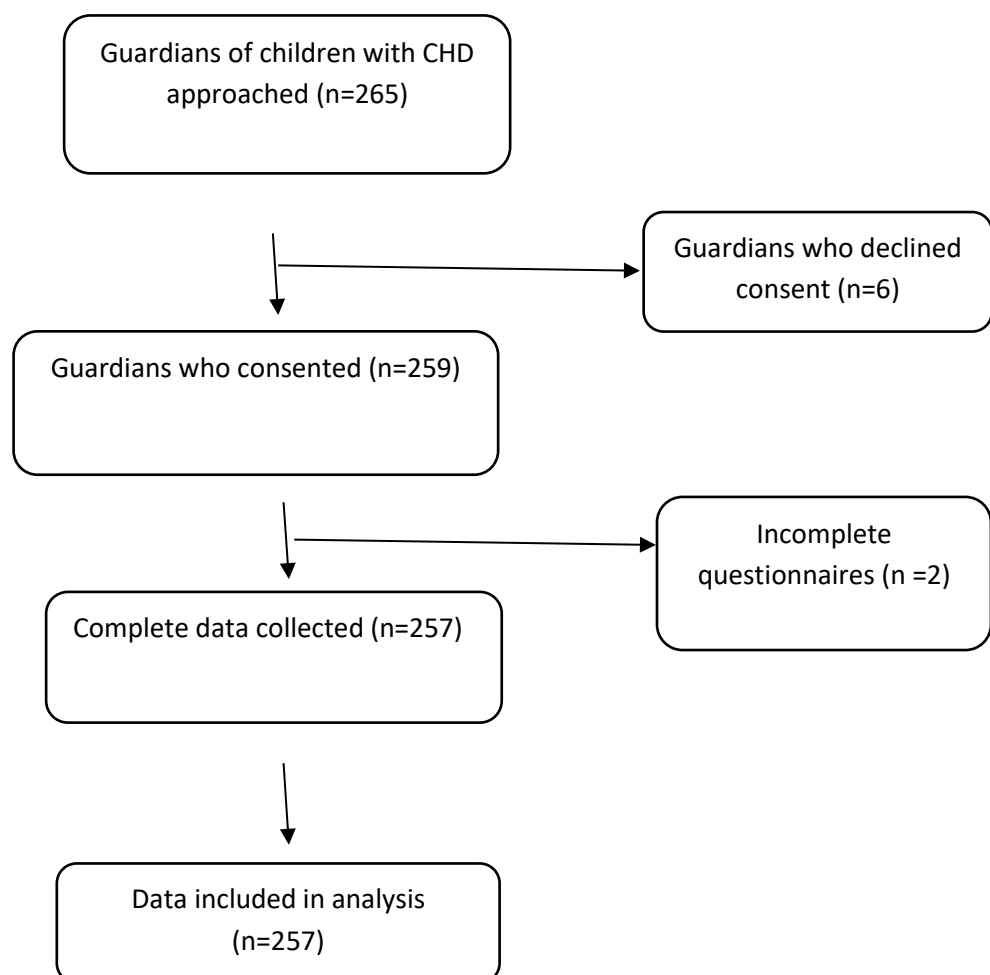 Guardians of children with CHD
approached (n=265)
Guardians who declined
consent (n=6)
Guardians who consented (n=259)
Incomplete
questionnaires (n =2)
Complete data collected (n=257)
Data included in analysis
(n=257)